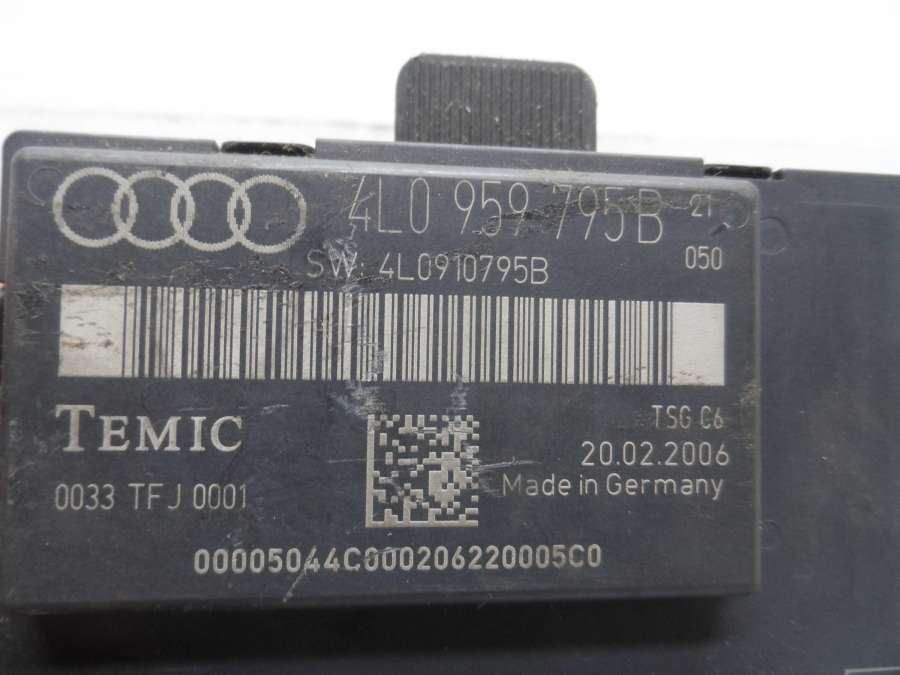 4L0 959 795B 21
SW: 4L0910795B 050
TEMIC TSG C6
20.02.2006
0033 TFJ 0001 Made in Germany
00005044C000206220005C0